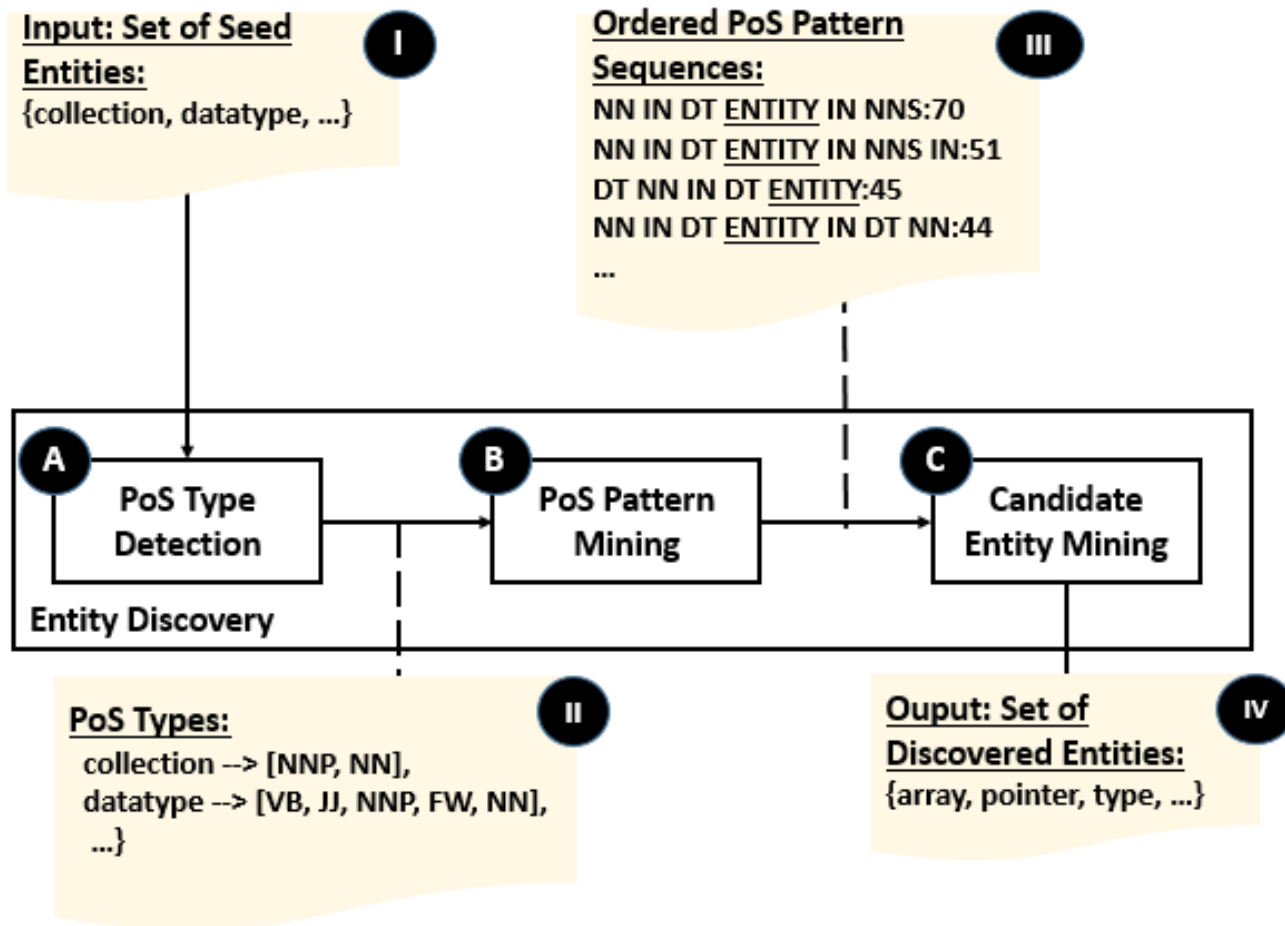 Input: Set of Seed
Entities:
{collection, datatype, ...}
I
Ordered PoS Pattern
Sequences:
NN IN DT ENTITY IN NNS:70
NN IN DT ENTITY IN NNS IN:51
DT NN IN DT ENTITY:45
NN IN DT ENTITY IN DT NN:44
...
III
A
PoS Type
Detection
B
PoS Pattern
Mining
C
Candidate
Entity Mining
Entity Discovery
PoS Types:
collection --> [NNP, NN],
datatype --> [VB, JJ, NNP, FW, NN],
...}
II
Ouput: Set of
Discovered Entities:
{array, pointer, type, ...}
IV